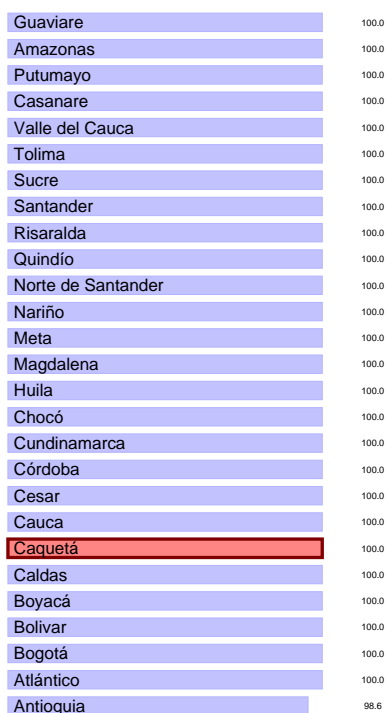 Guaviare 100.0
Amazonas 100.0
Putumayo 100.0
Casanare 100.0
Valle del Cauca 100.0
Tolima 100.0
Sucre 100.0
Santander 100.0
Risaralda 100.0
Quindío 100.0
Norte de Santander 100.0
Nariño 100.0
Meta 100.0
Magdalena 100.0
Huila 100.0
Chocó 100.0
Cundinamarca 100.0
Córdoba 100.0
Cesar 100.0
Cauca 100.0
Caquetá 100.0
Caldas 100.0
Boyacá 100.0
Bolivar 100.0
Bogotá 100.0
Atlántico 100.0
Antioquia 98.6